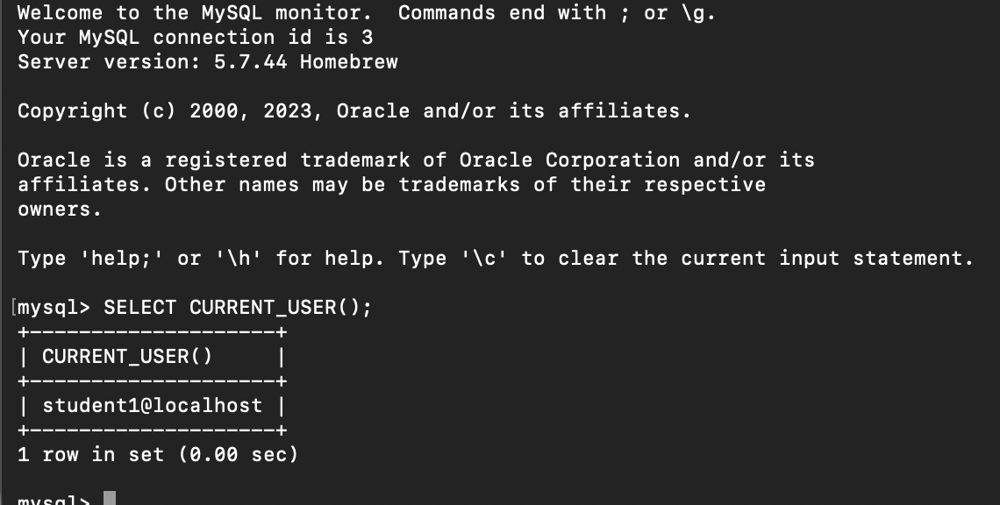 Welcome to the MySQL monitor.  Commands end with ; or \g.
Your MySQL connection id is 3
Server version: 5.7.44 Homebrew

Copyright (c) 2000, 2023, Oracle and/or its affiliates.

Oracle is a registered trademark of Oracle Corporation and/or its
affiliates. Other names may be trademarks of their respective
owners.

Type 'help;' or '\h' for help. Type '\c' to clear the current input statement.

[mysql> SELECT CURRENT_USER();
+--------------------+
| CURRENT_USER()     |
+--------------------+
| student1@localhost |
+--------------------+
1 row in set (0.00 sec)

mysql>